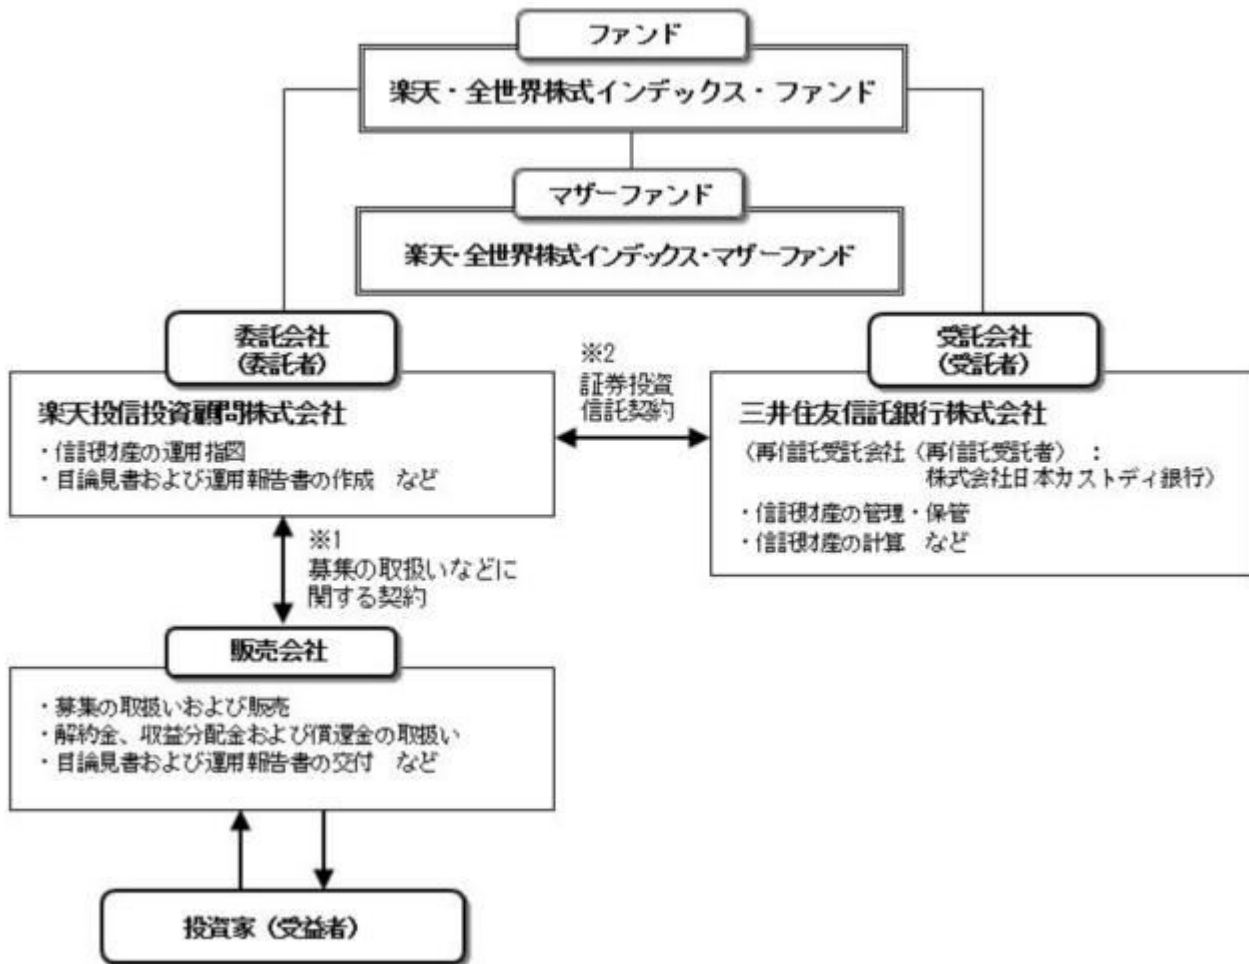 ファンド
楽天・全世界株式インデックス・ファンド
マザーファンド
楽天・全世界株式インデックス・マザーファンド
委託会社
(委託者)
楽天投信投資顧問株式会社
・信託財産の運用指図
・目論見書および運用報告書の作成　など
※2
証券投資
信託契約
受託会社
(受託者)
三井住友信託銀行株式会社
（再信託受託会社（再信託受託者）：
株式会社日本カストディ銀行）
・信託財産の管理・保管
・信託財産の計算　など
※1
募集の取扱いなどに
関する契約
販売会社
・募集の取扱いおよび販売
・解約金、収益分配金および償還金の取扱い
・目論見書および運用報告書の交付　など
投資家（受益者）